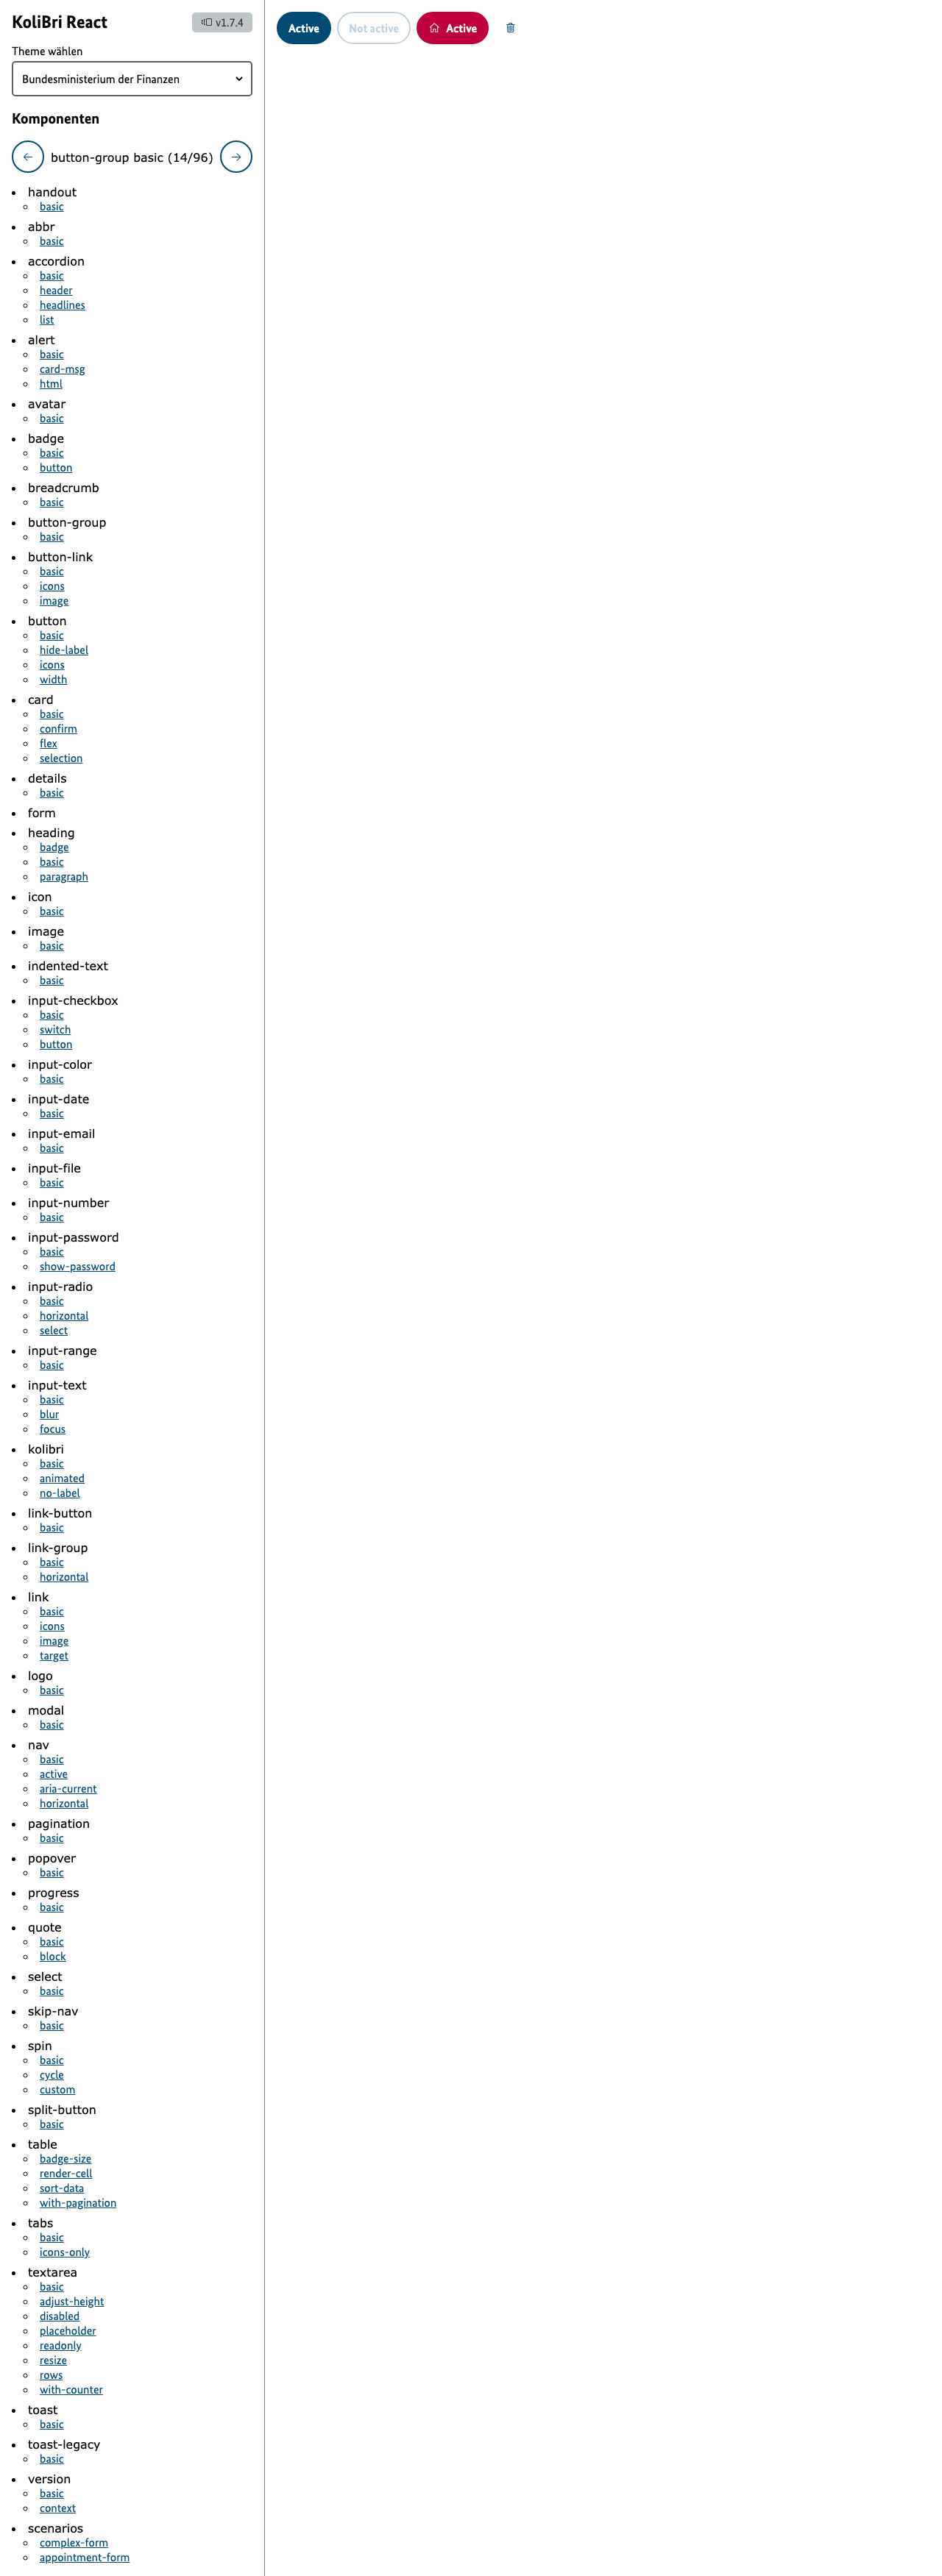 KoliBri React
v1.7.4
Theme wählen
Bundesministerium der Finanzen
Komponenten
button-group basic (14/96)
handout
basic
abbr
basic
accordion
basic
header
headlines
list
alert
basic
card-msg
html
avatar
basic
badge
basic
button
breadcrumb
basic
button-group
basic
button-link
basic
icons
image
button
basic
hide-label
icons
width
card
basic
confirm
flex
selection
details
basic
form
heading
badge
basic
paragraph
icon
basic
image
basic
indented-text
basic
input-checkbox
basic
switch
button
input-color
basic
input-date
basic
input-email
basic
input-file
basic
input-number
basic
input-password
basic
show-password
input-radio
basic
horizontal
select
input-range
basic
input-text
basic
blur
focus
kolibri
basic
animated
no-label
link-button
basic
link-group
basic
horizontal
link
basic
icons
image
target
logo
basic
modal
basic
nav
basic
active
aria-current
horizontal
pagination
basic
popover
basic
progress
basic
quote
basic
block
select
basic
skip-nav
basic
spin
basic
cycle
custom
split-button
basic
table
badge-size
render-cell
sort-data
with-pagination
tabs
basic
icons-only
textarea
basic
adjust-height
disabled
placeholder
readonly
resize
rows
with-counter
toast
basic
toast-legacy
basic
version
basic
context
scenarios
complex-form
appointment-form
Active
Not active
Active